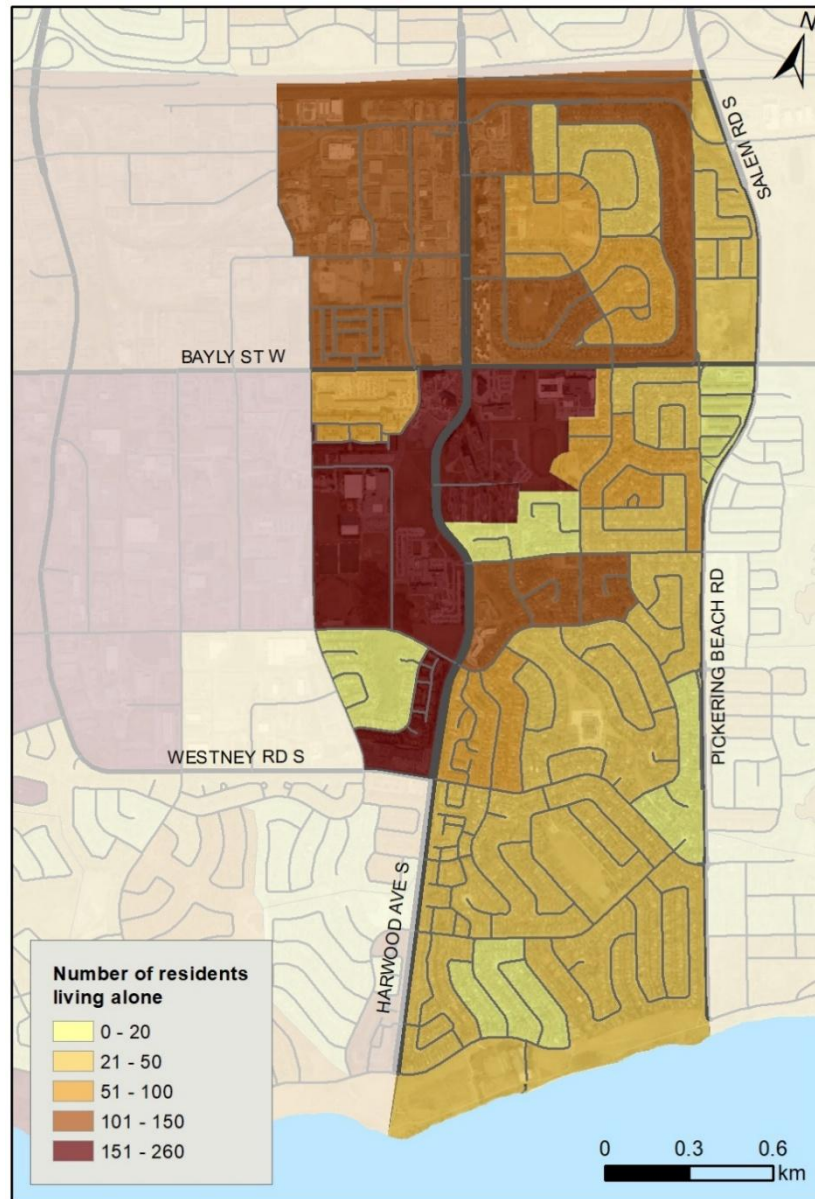 N
SALEM RD S
BAYLY ST W
PICKERING BEACH RD
WESTNEY RD S
HARWOOD AVE S
Number of residents
living alone
0 - 20
21 - 50
51 - 100
101 - 150
151 - 260
0 0.3 0.6
km